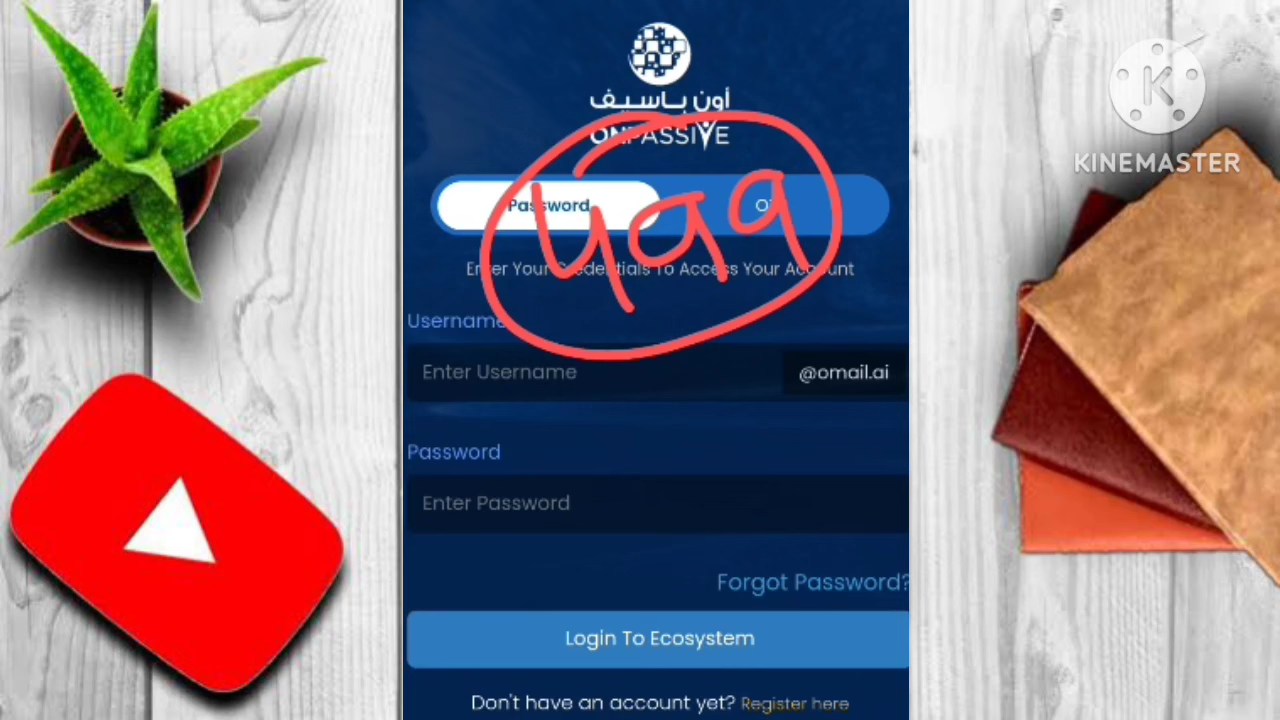 أون باسيف
ONPASSIVE
Password
Enter Your Credentials To Access Your Account
Username
Enter Username
@omail.ai
Password
Enter Password
Forgot Password?
Login To Ecosystem
Don't have an account yet? Register here
K
KINEMASTER